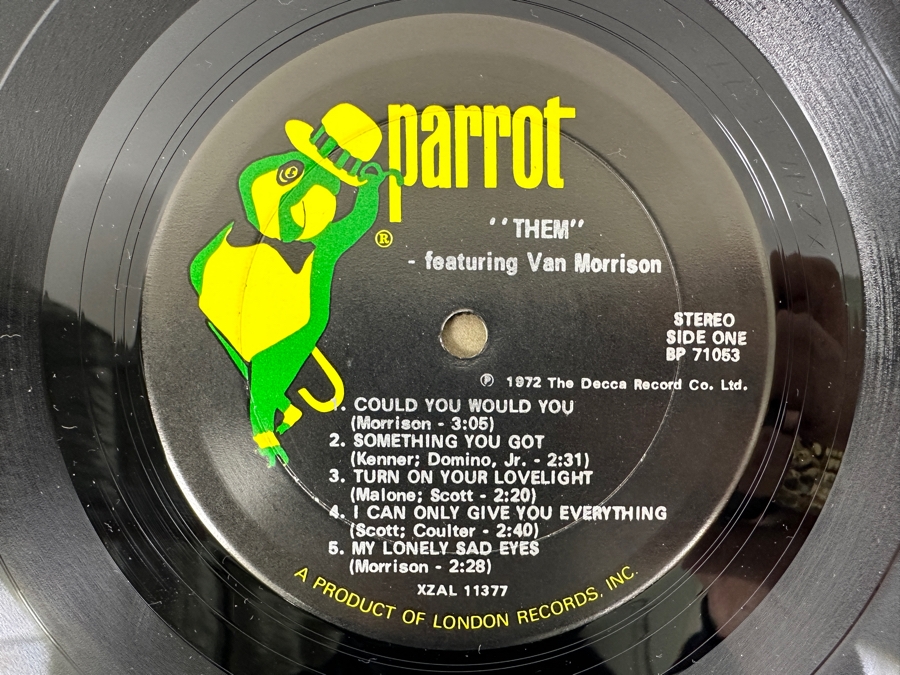 parrot
®
"THEM"
- featuring Van Morrison
STEREO
SIDE ONE
BP 71053
℗ 1972 The Decca Record Co. Ltd.
1. COULD YOU WOULD YOU
(Morrison - 3:05)
2. SOMETHING YOU GOT
(Kenner; Domino, Jr. - 2:31)
3. TURN ON YOUR LOVELIGHT
(Malone; Scott - 2:20)
4. I CAN ONLY GIVE YOU EVERYTHING
(Scott; Coulter - 2:40)
5. MY LONELY SAD EYES
(Morrison - 2:28)
XZAL 11377
A PRODUCT OF LONDON RECORDS, INC.